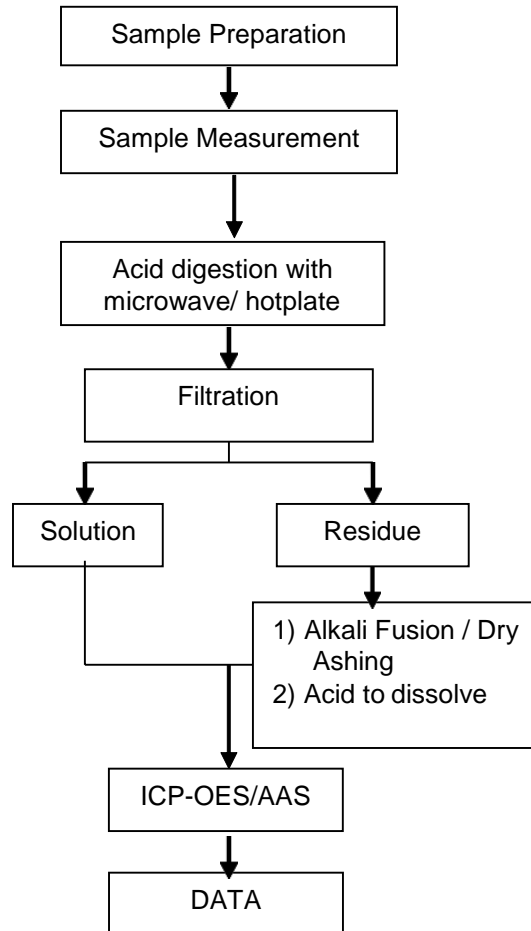 Sample Preparation
Sample Measurement
Acid digestion with
microwave/ hotplate
Filtration
Solution
Residue
1) Alkali Fusion / Dry
Ashing
2) Acid to dissolve
ICP-OES/AAS
DATA